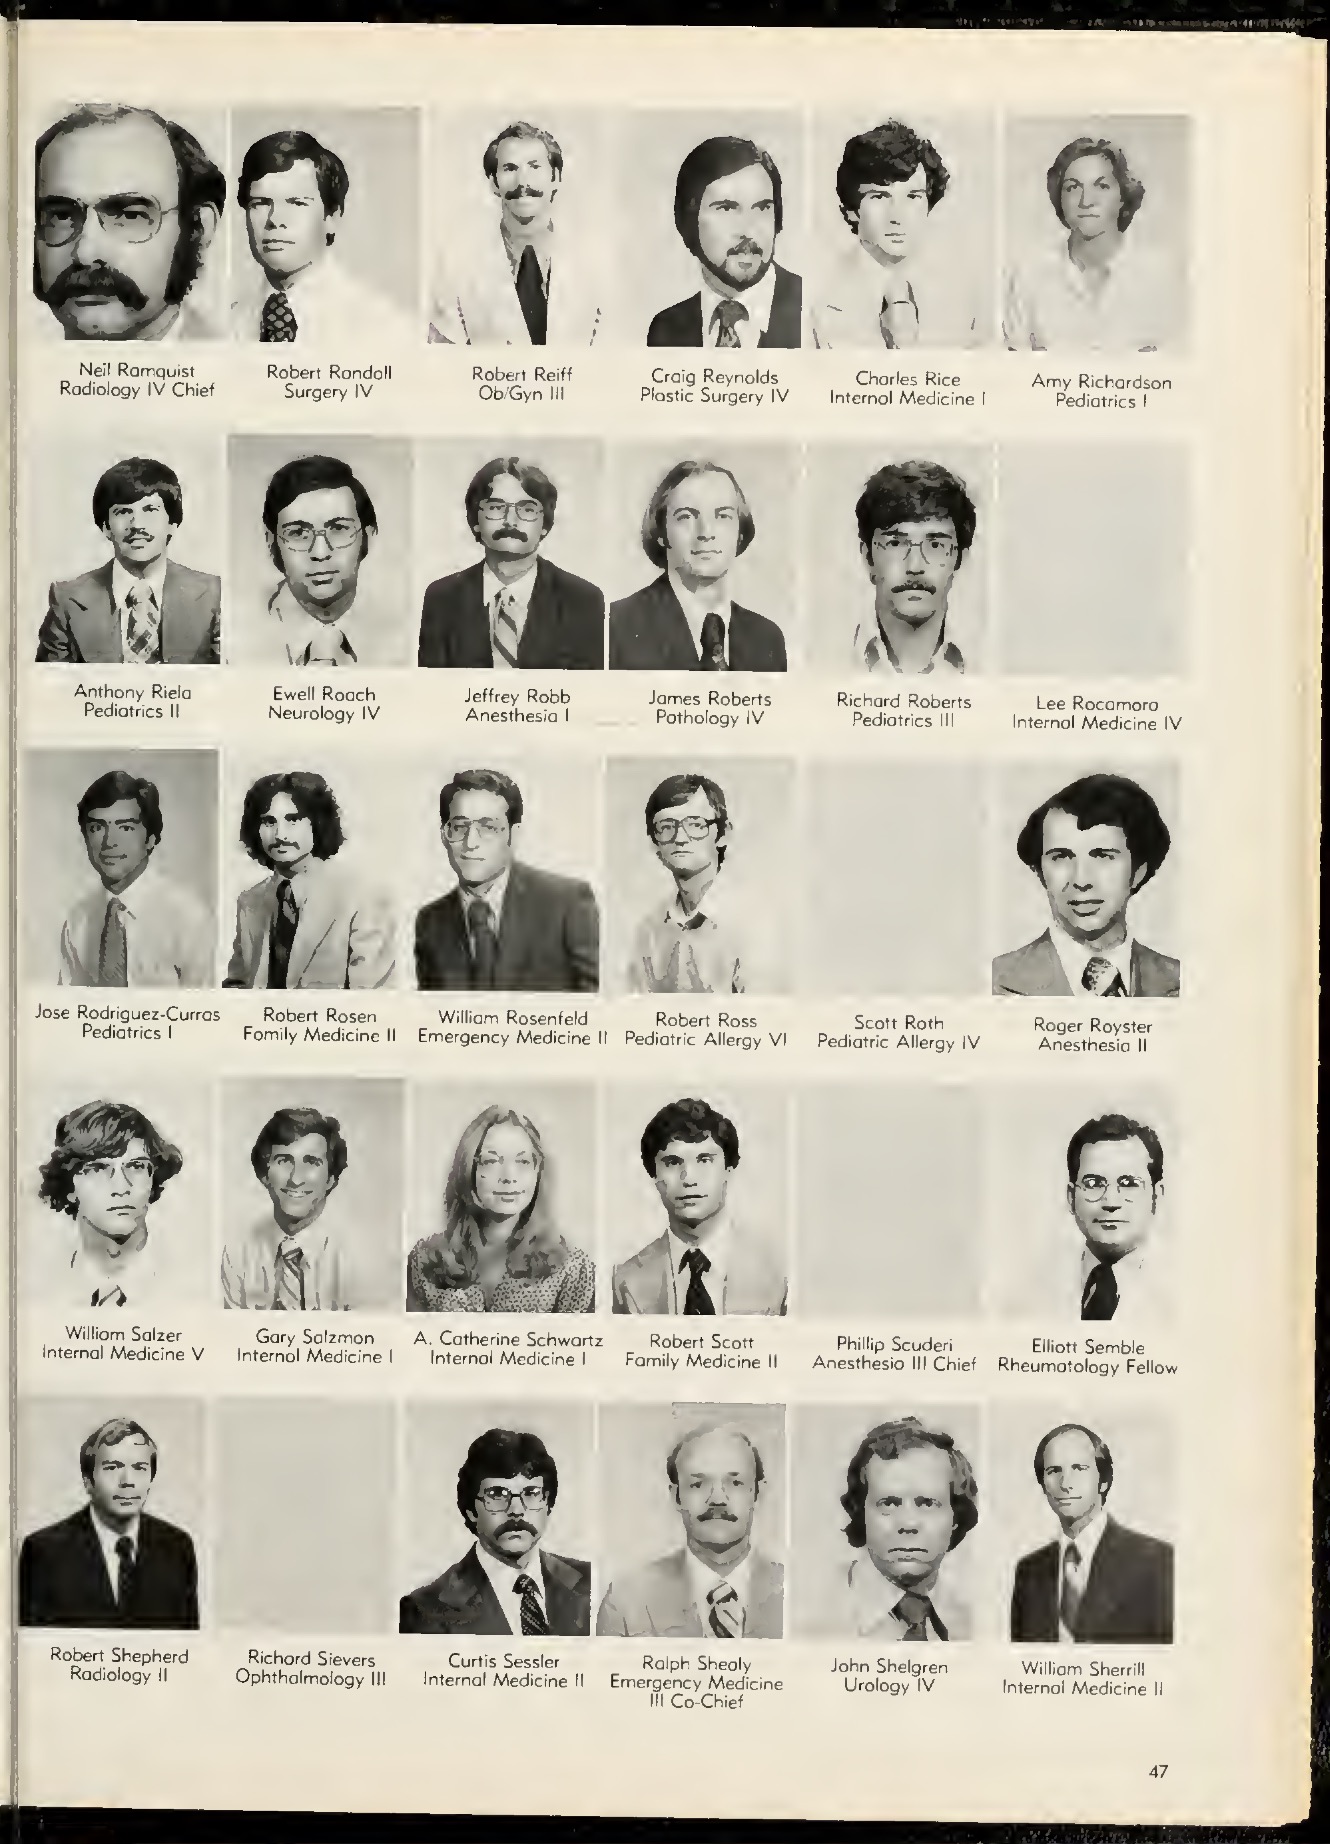 Neil Ramquist
Radiology IV Chief
Robert Randall
Surgery IV
Robert Reiff
Ob/Gyn III
Craig Reynolds
Plastic Surgery IV
Charles Rice
Internal Medicine I
Amy Richardson
Pediatrics I
Anthony Riela
Pediatrics II
Ewell Roach
Neurology IV
Jeffrey Robb
Anesthesia I
James Roberts
Pathology IV
Richard Roberts
Pediatrics III
Lee Rocamora
Internal Medicine IV
Jose Rodriguez-Curras
Pediatrics I
Robert Rosen
Family Medicine II
William Rosenfeld
Emergency Medicine II
Robert Ross
Pediatric Allergy VI
Scott Roth
Pediatric Allergy IV
Roger Royster
Anesthesia II
William Salzer
Internal Medicine V
Gary Salzman
Internal Medicine I
A. Catherine Schwartz
Internal Medicine I
Robert Scott
Family Medicine II
Phillip Scuderi
Anesthesia III Chief
Elliott Semble
Rheumatology Fellow
Robert Shepherd
Radiology II
Richard Sievers
Ophthalmology III
Curtis Sessler
Internal Medicine II
Ralph Shealy
Emergency Medicine
III Co-Chief
John Shelgren
Urology IV
William Sherrill
Internal Medicine II
47